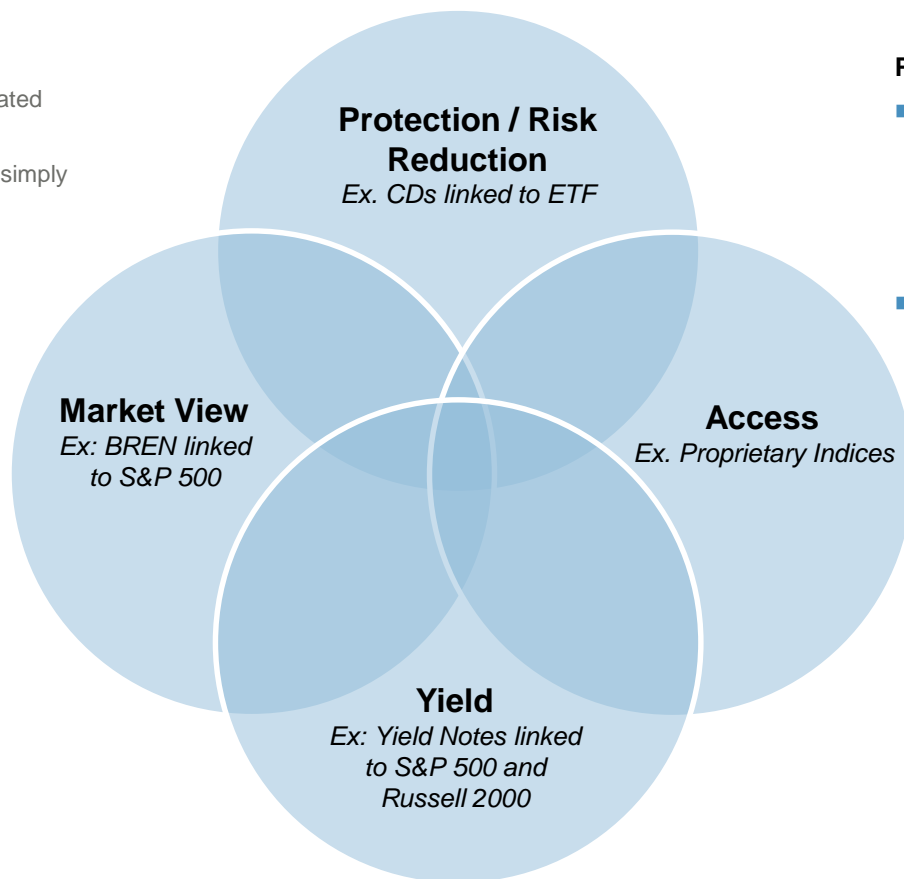 simply
Protection / Risk
Reduction
Ex. CDs linked to ETF
Market View
Ex: BREN linked
to S&P 500
Access
Ex. Proprietary Indices
Yield
Ex: Yield Notes linked
to S&P 500 and
Russell 2000